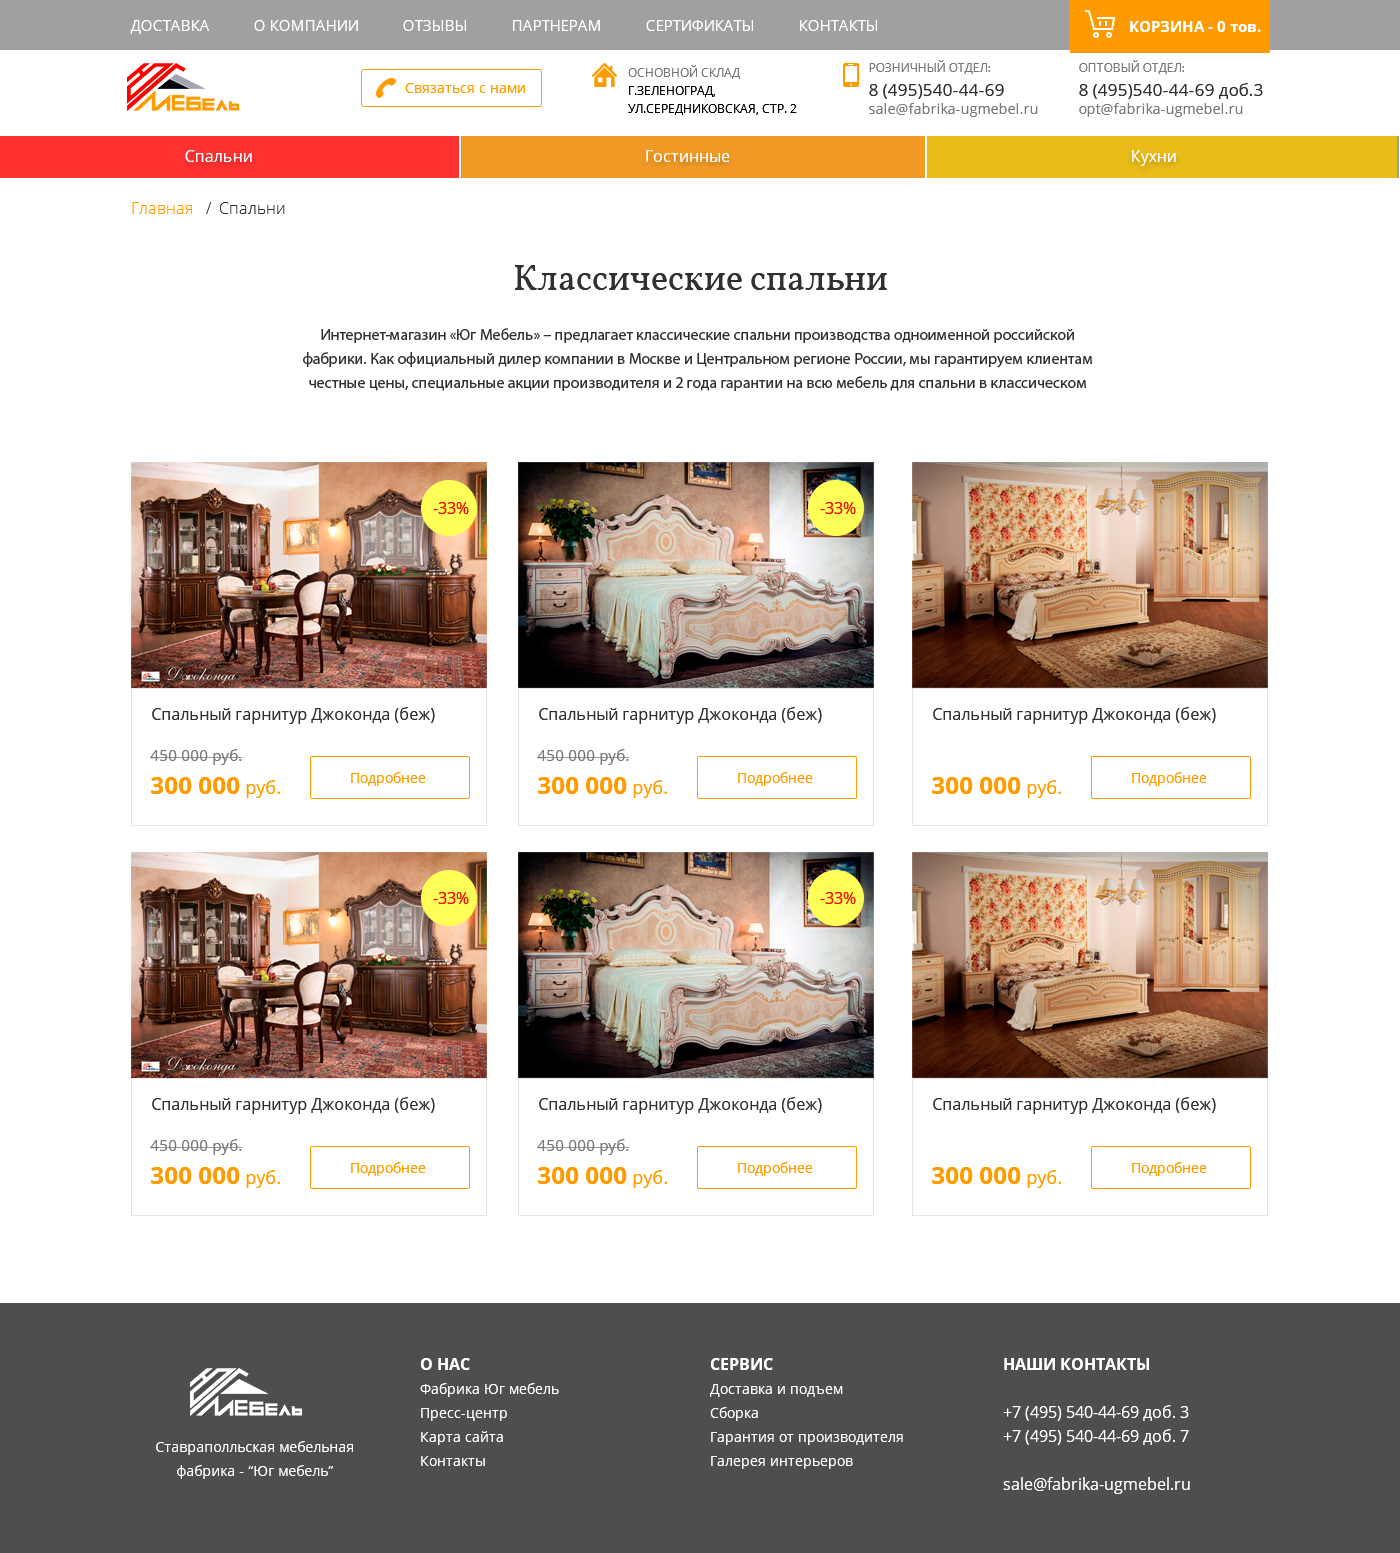 ДОСТАВКА О КОМПАНИИ ОТЗЫВЫ ПАРТНЕРАМ СЕРТИФИКАТЫ КОНТАКТЫ КОРЗИНА - 0 тов.
МЕБЕЛЬ
Связаться с нами
ОСНОВНОЙ СКЛАД
Г.ЗЕЛЕНОГРАД,
УЛ.СЕРЕДНИКОВСКАЯ, СТР. 2
РОЗНИЧНЫЙ ОТДЕЛ:
8 (495)540-44-69
sale@fabrika-ugmebel.ru
ОПТОВЫЙ ОТДЕЛ:
8 (495)540-44-69 доб.3
opt@fabrika-ugmebel.ru
Спальни Гостинные Кухни
Главная / Спальни
Классические спальни
Интернет-магазин «Юг Мебель» – предлагает классические спальни производства одноименной российской
фабрики. Как официальный дилер компании в Москве и Центральном регионе России, мы гарантируем клиентам
честные цены, специальные акции производителя и 2 года гарантии на всю мебель для спальни в классическом
-33%
Джоконда
Спальный гарнитур Джоконда (беж)
450 000 руб.
300 000 руб.
Подробнее
-33%
Спальный гарнитур Джоконда (беж)
450 000 руб.
300 000 руб.
Подробнее
Спальный гарнитур Джоконда (беж)
300 000 руб.
Подробнее
-33%
Джоконда
Спальный гарнитур Джоконда (беж)
450 000 руб.
300 000 руб.
Подробнее
-33%
Спальный гарнитур Джоконда (беж)
450 000 руб.
300 000 руб.
Подробнее
Спальный гарнитур Джоконда (беж)
300 000 руб.
Подробнее
МЕБЕЛЬ
Ставраполльская мебельная
фабрика - “Юг мебель”
О НАС
Фабрика Юг мебель
Пресс-центр
Карта сайта
Контакты
СЕРВИС
Доставка и подъем
Сборка
Гарантия от производителя
Галерея интерьеров
НАШИ КОНТАКТЫ
+7 (495) 540-44-69 доб. 3
+7 (495) 540-44-69 доб. 7
sale@fabrika-ugmebel.ru